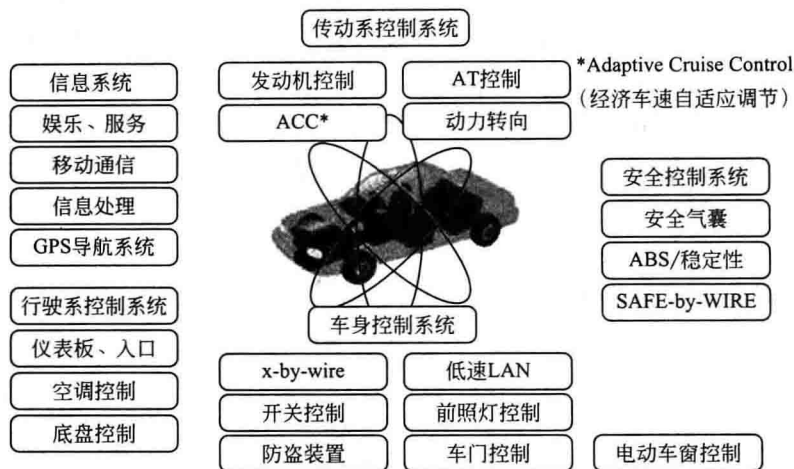 传动系控制系统
发动机控制
AT控制
ACC*
动力转向
*Adaptive Cruise Control
(经济车速自适应调节)
信息系统
娱乐、服务
移动通信
信息处理
GPS导航系统
安全控制系统
安全气囊
ABS/稳定性
SAFE-by-WIRE
行驶系控制系统
仪表板、入口
空调控制
底盘控制
车身控制系统
x-by-wire
低速LAN
开关控制
前照灯控制
防盗装置
车门控制
电动车窗控制